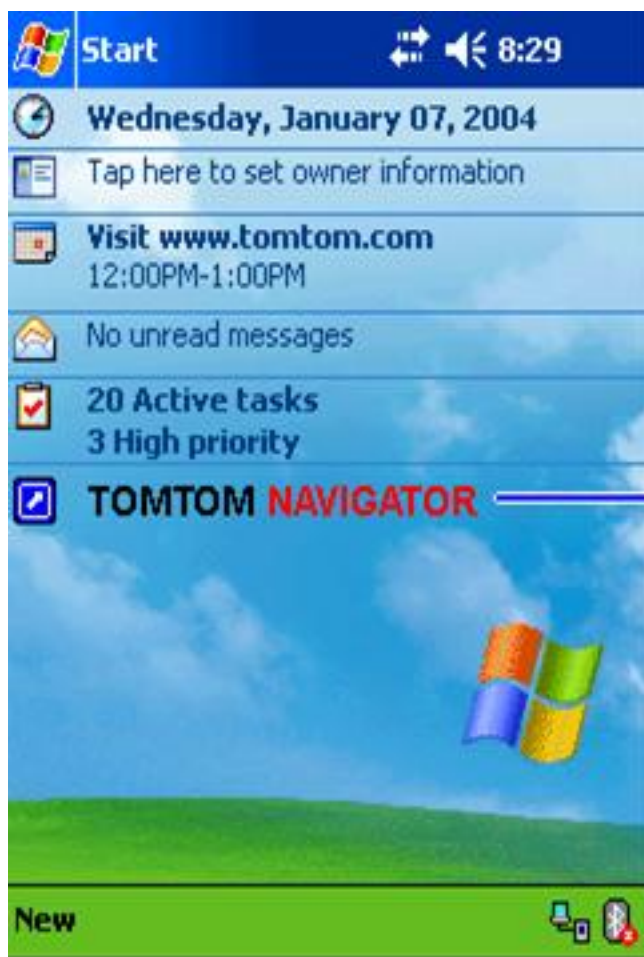 Start 8:29
Wednesday, January 07, 2004
Tap here to set owner information
Visit www.tomtom.com
12:00PM-1:00PM
No unread messages
20 Active tasks
3 High priority
TOMTOM NAVIGATOR
New